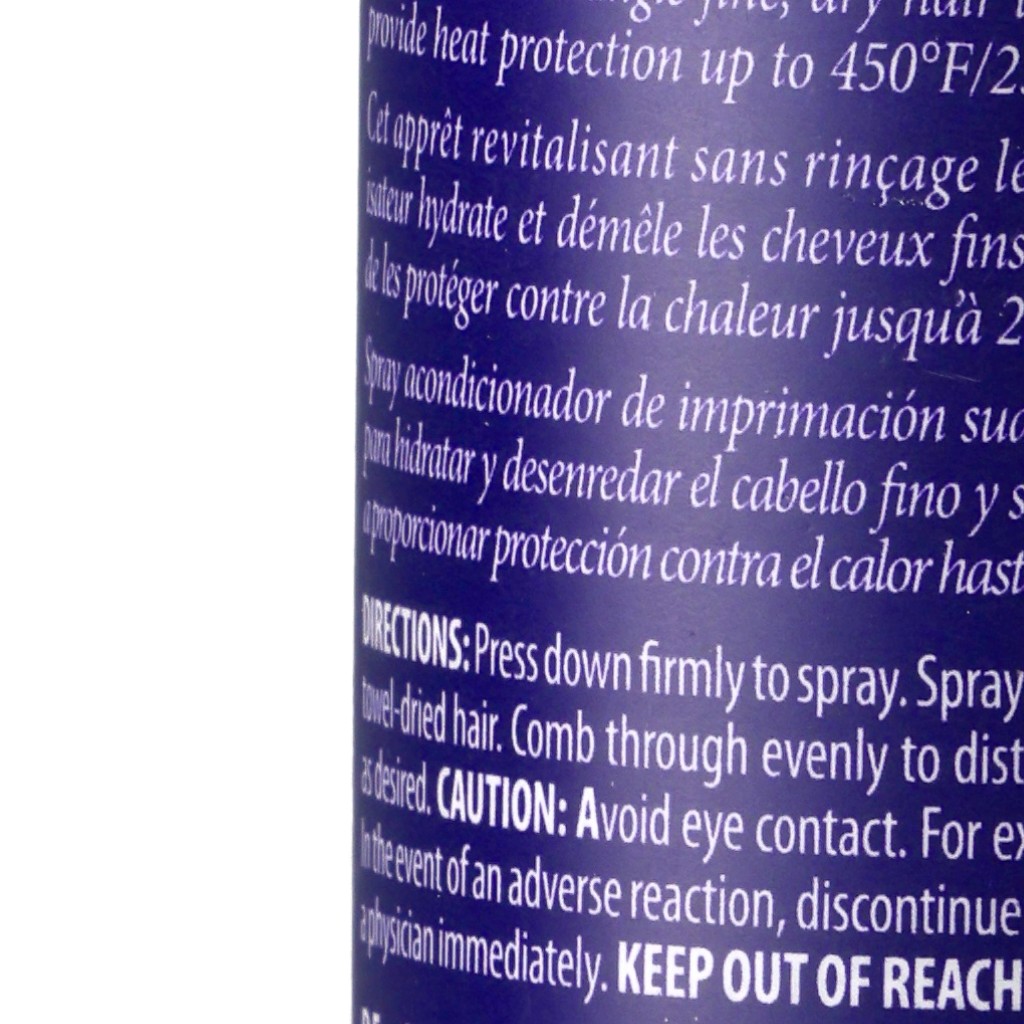 fine, dry hair
provide heat protection up to 450°F/2
Cet apprêt revitalisant sans rinçage le
isateur hydrate et démêle les cheveux fins
de les protéger contre la chaleur jusqu'à 2
Spray acondicionador de imprimación sua
para hidratar y desenredar el cabello fino y s
a proporcionar protección contra el calor hast
DIRECTIONS: Press down firmly to spray. Spray
towel-dried hair. Comb through evenly to dist
as desired. CAUTION: Avoid eye contact. For ex
In the event of an adverse reaction, discontinue
a physician immediately. KEEP OUT OF REACH